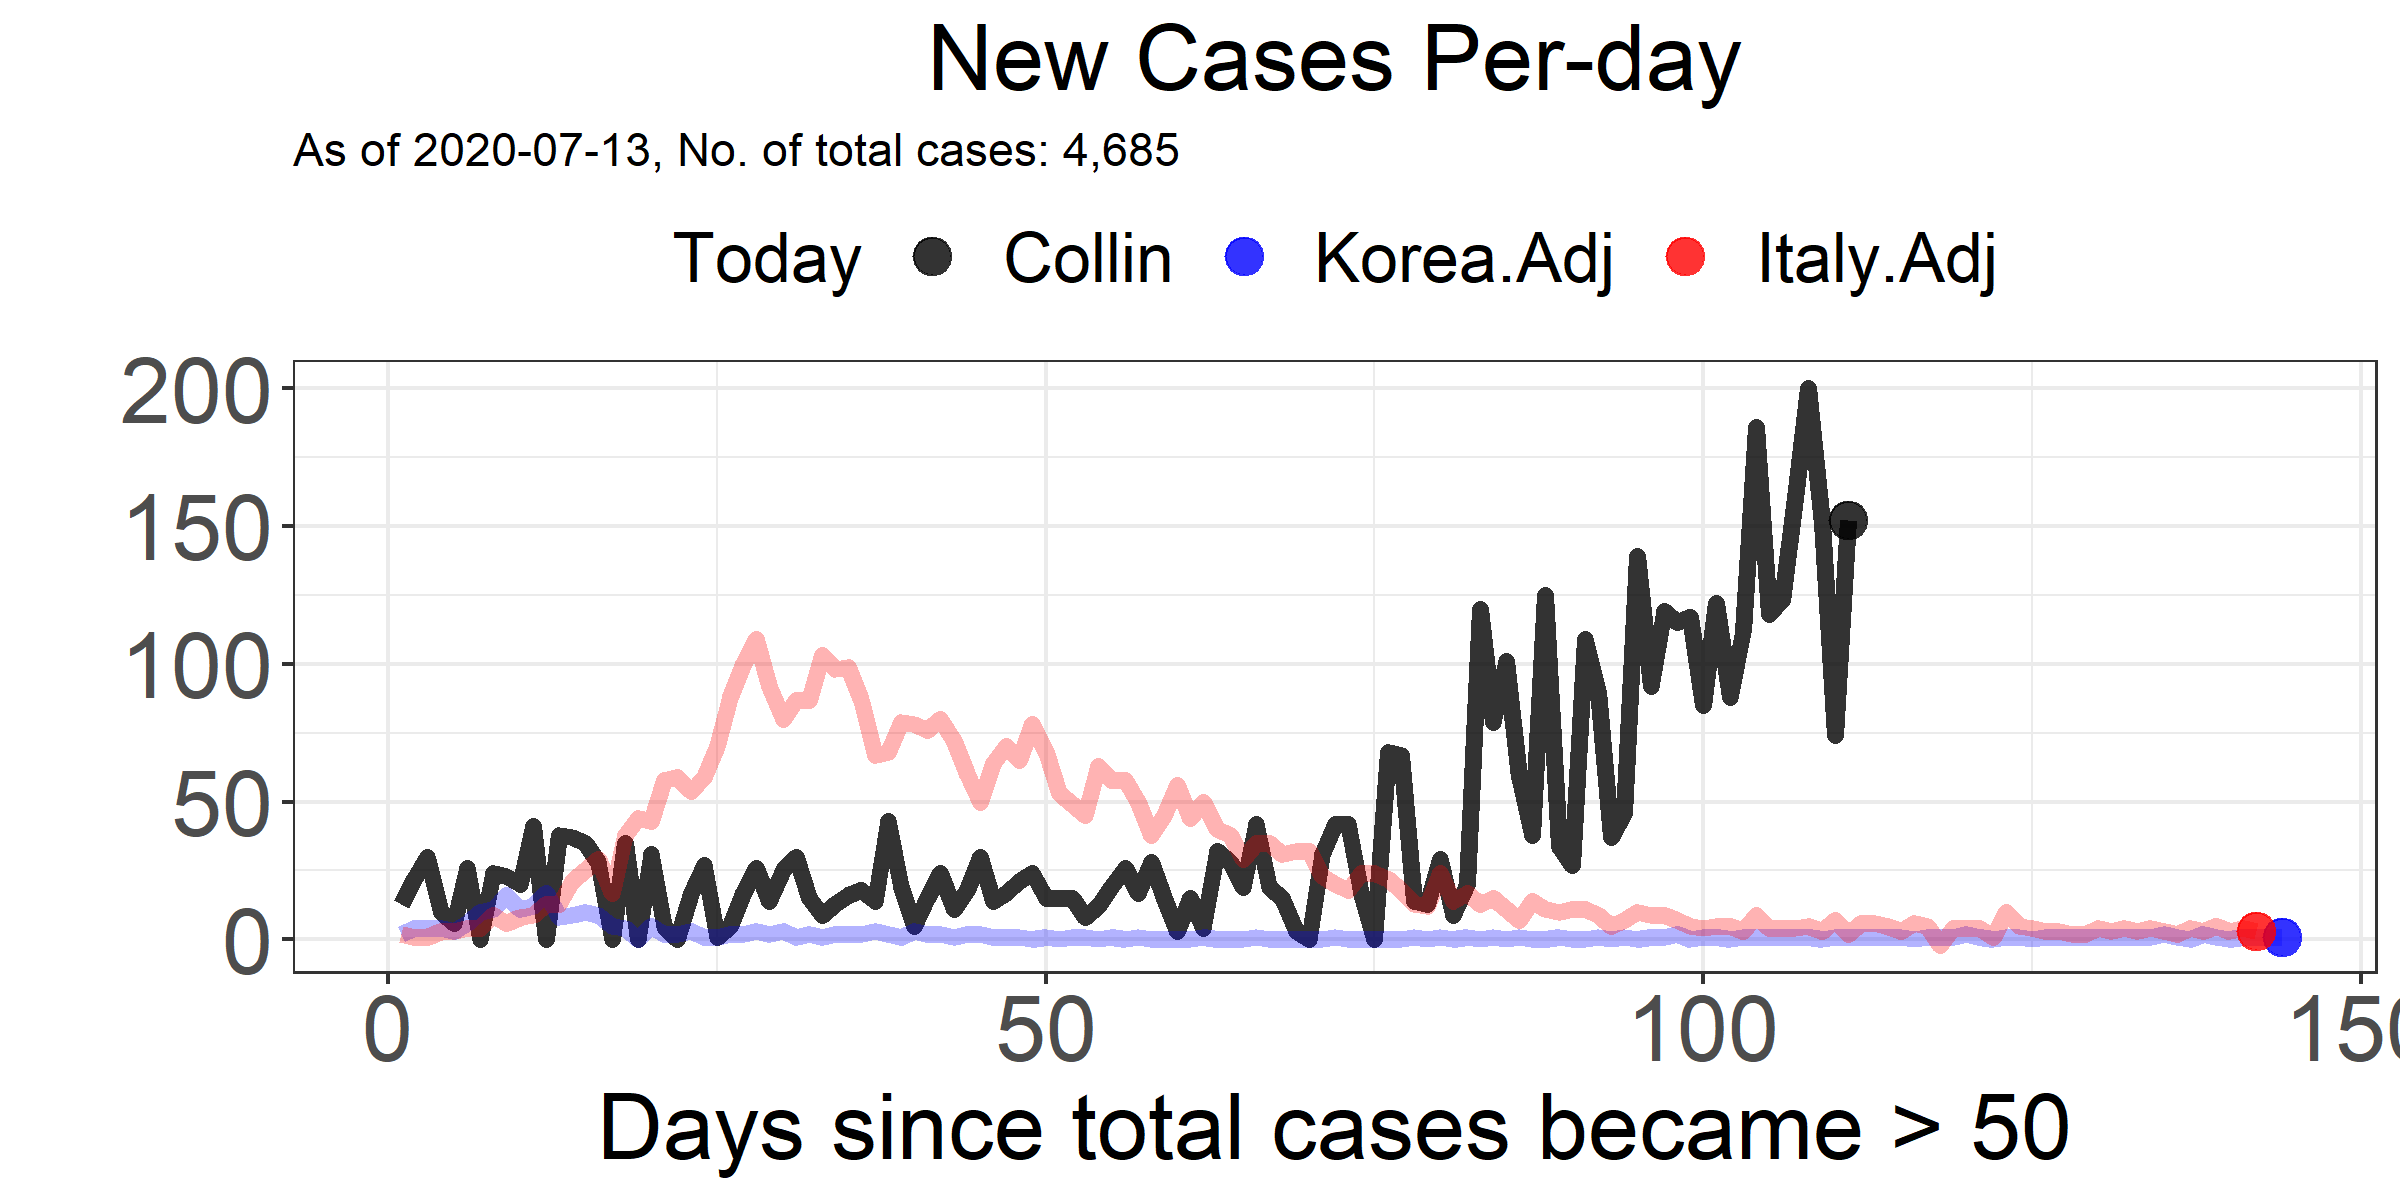 New Cases Per-day
As of 2020-07-13, No. of total cases: 4,685
Today Collin Korea.Adj Italy.Adj
200
150
100
50
0
0 50 100 150
Days since total cases became > 50